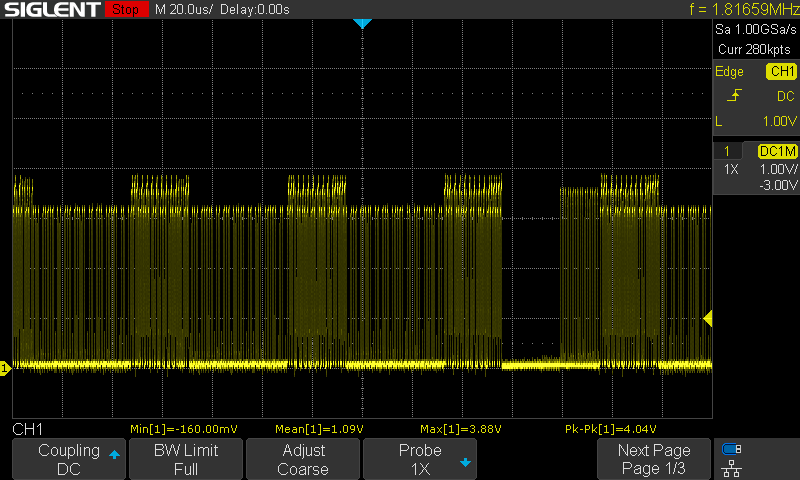 SIGLENT Stop M 20.0us/ Delay:0.00s f = 1.81659MHz
Sa 1.00GSa/s
Curr 280kpts
Edge CH1
DC
L 1.00V
1 DC1M
1X 1.00V/
-3.00V
1
CH1 Min[1]=-160.00mV Mean[1]=1.09V Max[1]=3.88V Pk-Pk[1]=4.04V
Coupling BW Limit Adjust Probe Next Page
DC Full Coarse 1X Page 1/3